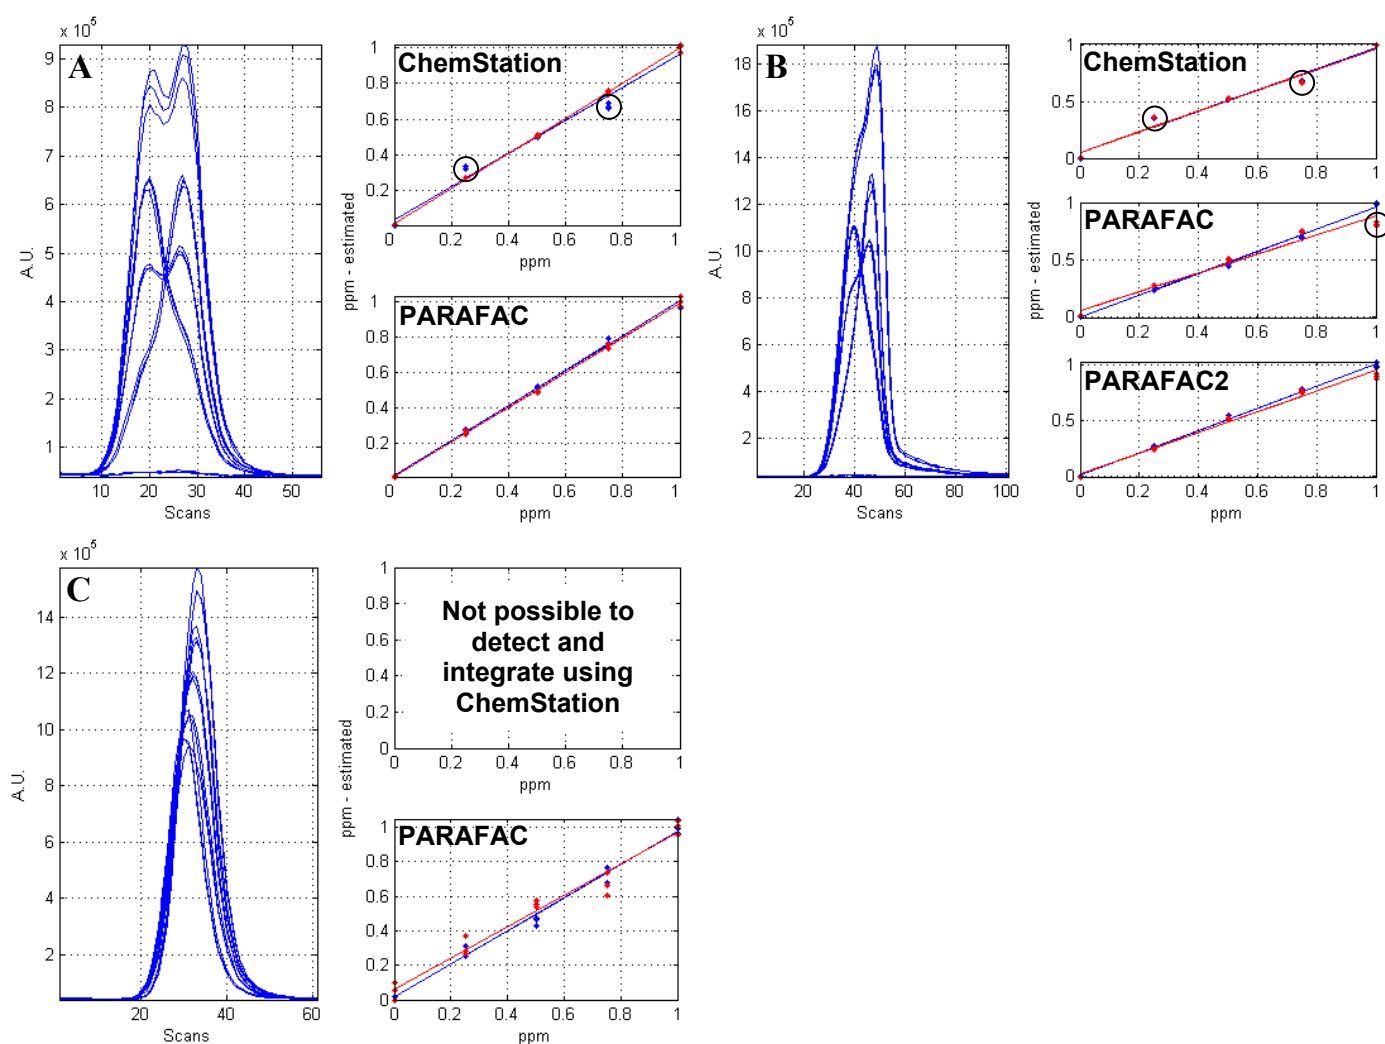 x 10^5
A
9
8
7
6
5
4
3
2
1
10 20 30 40 50
Scans
A.U.
ChemStation
1
0.8
0.6
0.4
0.2
0 0.2 0.4 0.6 0.8 1
ppm
ppm - estimated
PARAFAC
1
0.8
0.6
0.4
0.2
0 0.2 0.4 0.6 0.8 1
ppm
x 10^5
B
18
16
14
12
10
8
6
4
2
20 40 60 80 100
Scans
A.U.
ChemStation
1
0.5
0
0 0.2 0.4 0.6 0.8 1
PARAFAC
1
0.5
0
0 0.2 0.4 0.6 0.8 1
ppm - estimated
PARAFAC2
1
0.5
0
0 0.2 0.4 0.6 0.8 1
ppm
x 10^5
C
14
12
10
8
6
4
2
20 40 60
Scans
A.U.
1
0.8
0.6
0.4
0.2
0
Not possible to
detect and
integrate using
ChemStation
0 0.2 0.4 0.6 0.8 1
ppm
ppm - estimated
PARAFAC
1
0.8
0.6
0.4
0.2
0
0 0.2 0.4 0.6 0.8 1
ppm